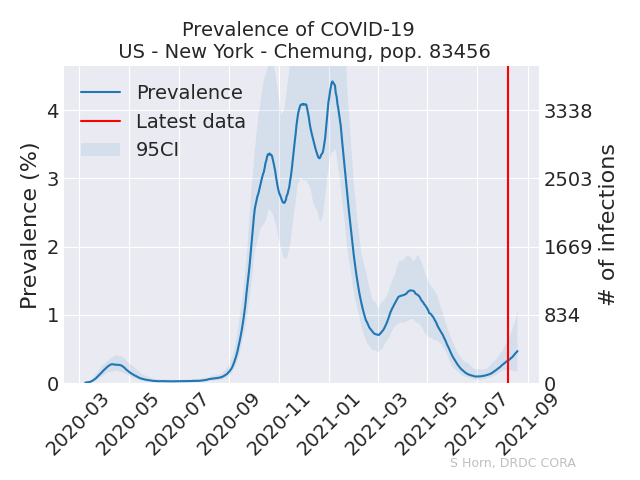 Prevalence of COVID-19
US - New York - Chemung, pop. 83456
Prevalence
Latest data
95CI
Prevalence (%)
4
3
2
1
0
3338
2503
1669
834
0
# of infections
2020-03
2020-05
2020-07
2020-09
2020-11
2021-01
2021-03
2021-05
2021-07
2021-09
S Horn, DRDC CORA